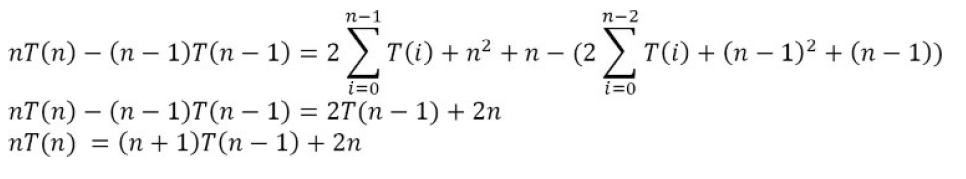 nT(n) − (n − 1)T(n − 1) = 2 ∑_{i=0}^{n−1} T(i) + n² + n − (2 ∑_{i=0}^{n−2} T(i) + (n − 1)² + (n − 1))
nT(n) − (n − 1)T(n − 1) = 2T(n − 1) + 2n
nT(n) = (n + 1)T(n − 1) + 2n